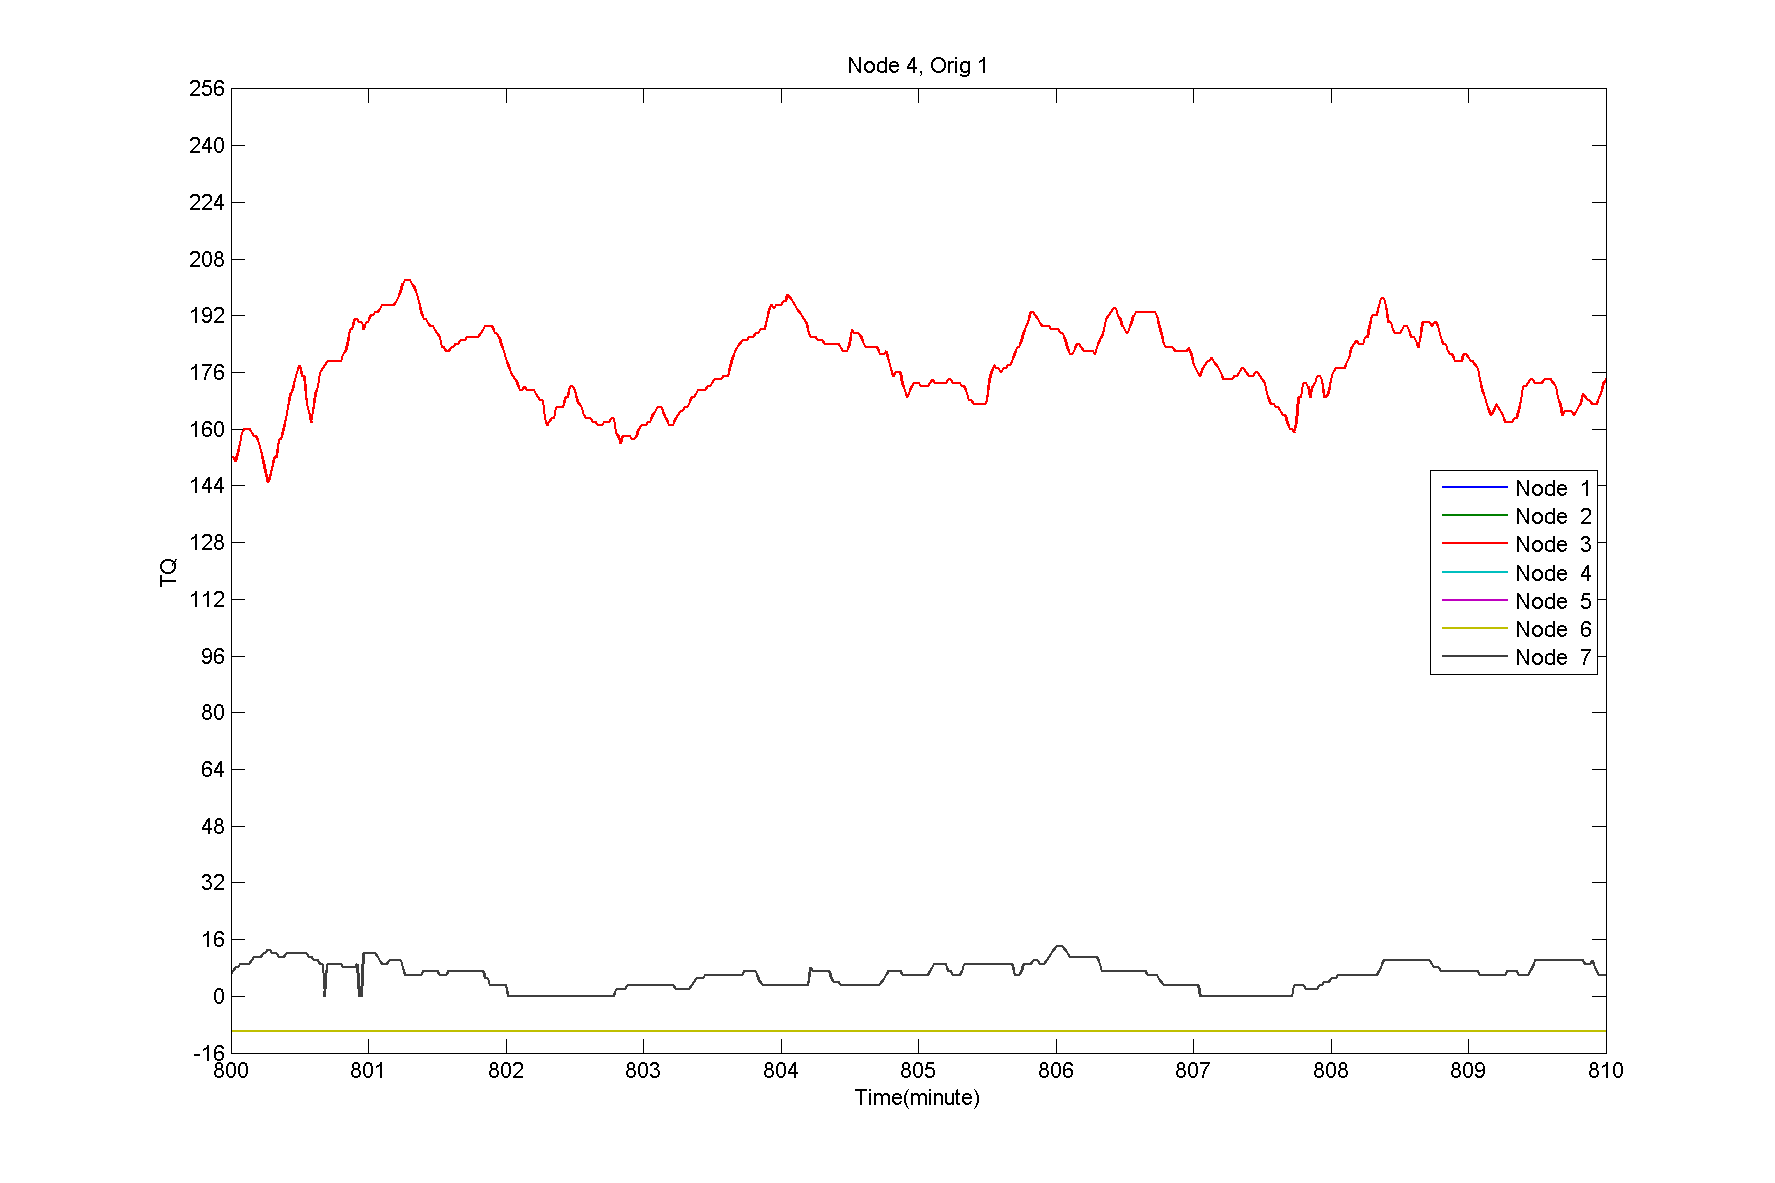 Node 4, Orig 1
256
240
224
208
192
176
160
144
128
112
96
80
64
48
32
16
0
-16
TQ
Node 1
Node 2
Node 3
Node 4
Node 5
Node 6
Node 7
800 801 802 803 804 805 806 807 808 809 810
Time(minute)